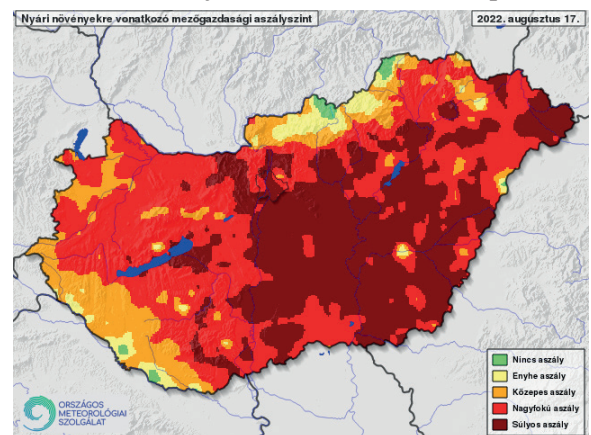 Nyári növényekre vonatkozó mezőgazdasági aszályszint
2022. augusztus 17.
Nincs aszály
Enyhe aszály
Közepes aszály
Nagyfokú aszály
Súlyos aszály
ORSZÁGOS
METEOROLÓGIAI
SZOLGÁLAT